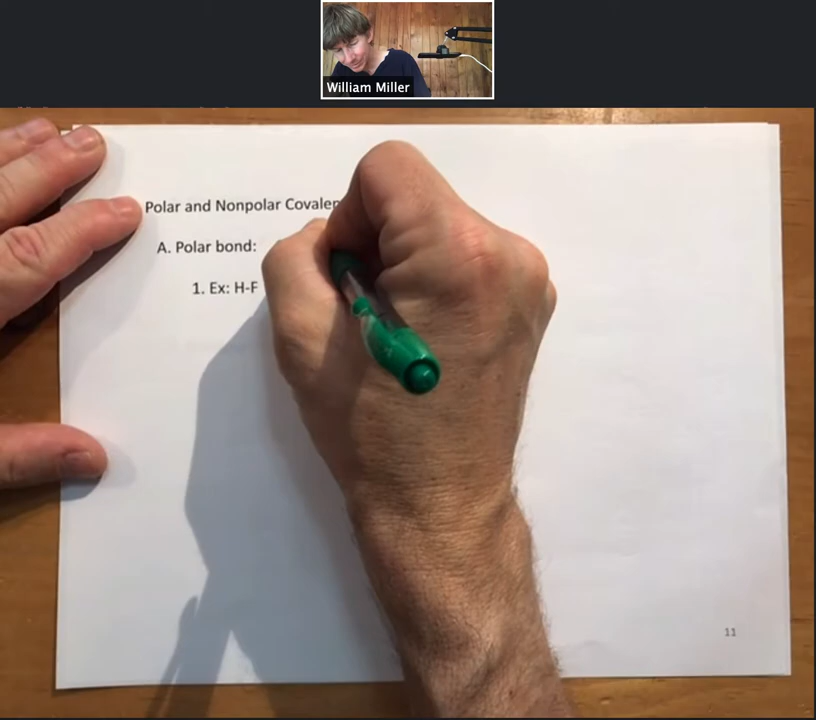 William Miller
Polar and Nonpolar
A. Polar bond:
1. Ex: H-F
11